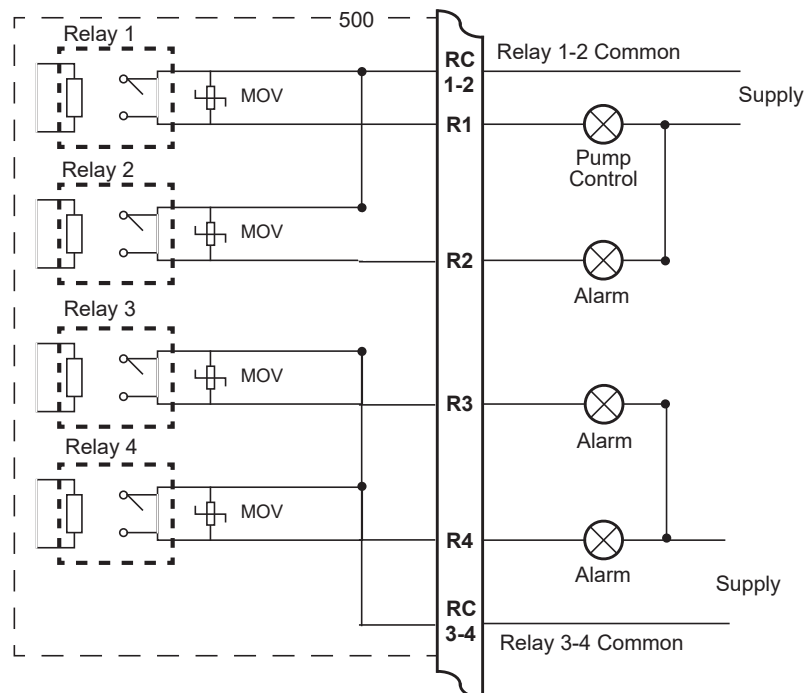 500
Relay 1
MOV
RC
1-2
Relay 1-2 Common
Supply
R1
Pump
Control
Relay 2
MOV
R2
Alarm
Relay 3
MOV
R3
Alarm
Relay 4
MOV
R4
Alarm
Supply
RC
3-4
Relay 3-4 Common